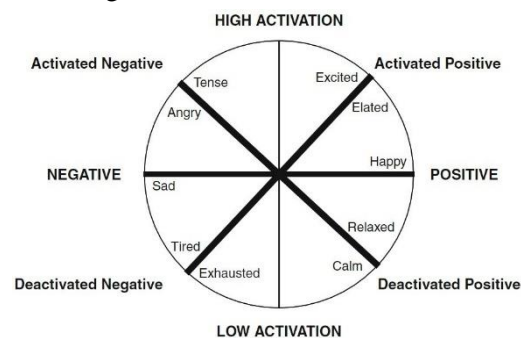 HIGH ACTIVATION
Activated Negative
Activated Positive
Tense
Excited
Angry
Elated
NEGATIVE
Happy
POSITIVE
Sad
Relaxed
Tired
Calm
Exhausted
Deactivated Negative
Deactivated Positive
LOW ACTIVATION